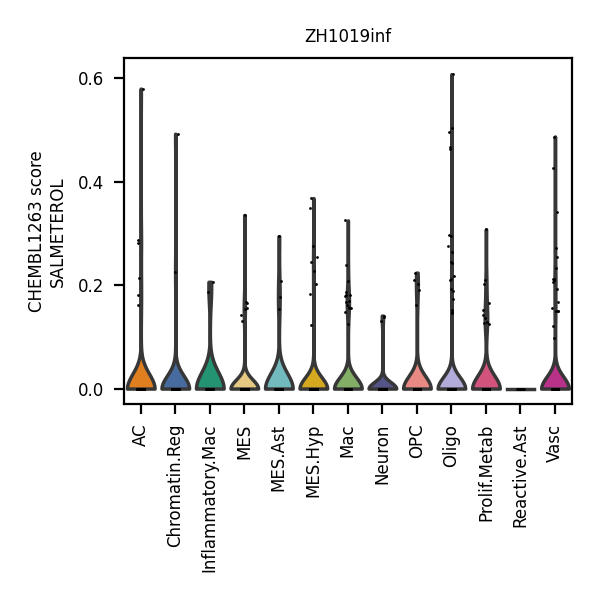 ZH1019inf
CHEMBL1263 score
SALMETEROL
0.6
0.4
0.2
0.0
AC
Chromatin.Reg
Inflammatory.Mac
MES
MES.Ast
MES.Hyp
Mac
Neuron
OPC
Oligo
Prolif.Metab
Reactive.Ast
Vasc